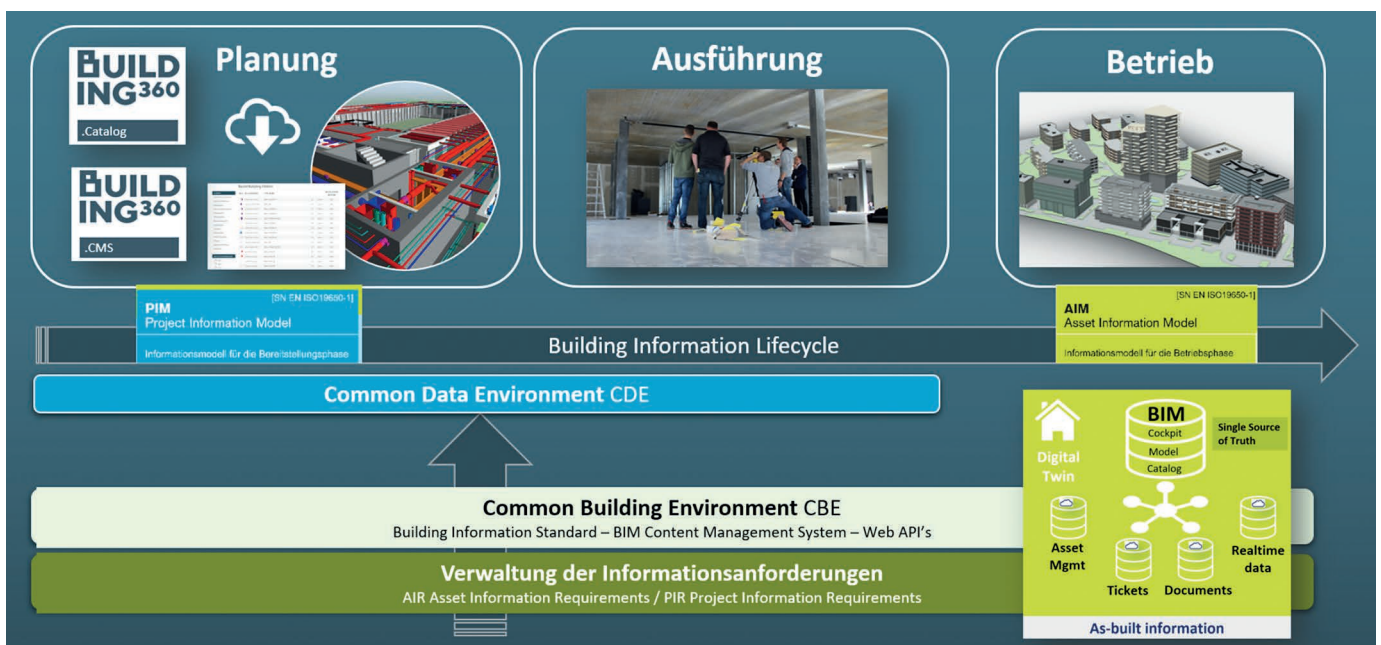 BUILD
ING360
.Catalog
BUILD
ING360
.CMS
Planung
Ausführung
Betrieb
[SN EN ISO19650-1]
PIM
Project Information Model
Informationsmodell für die Bereitstellungsphase
Building Information Lifecycle
[SN EN ISO19650-1]
AIM
Asset Information Model
Informationsmodell für die Betriebsphase
Common Data Environment CDE
Common Building Environment CBE
Building Information Standard – BIM Content Management System – Web API's
Verwaltung der Informationsanforderungen
AIR Asset Information Requirements / PIR Project Information Requirements
Digital
Twin
BIM
Cockpit
Model
Catalog
Single Source
of Truth
Asset
Mgmt
Tickets
Documents
Realtime
data
As-built information